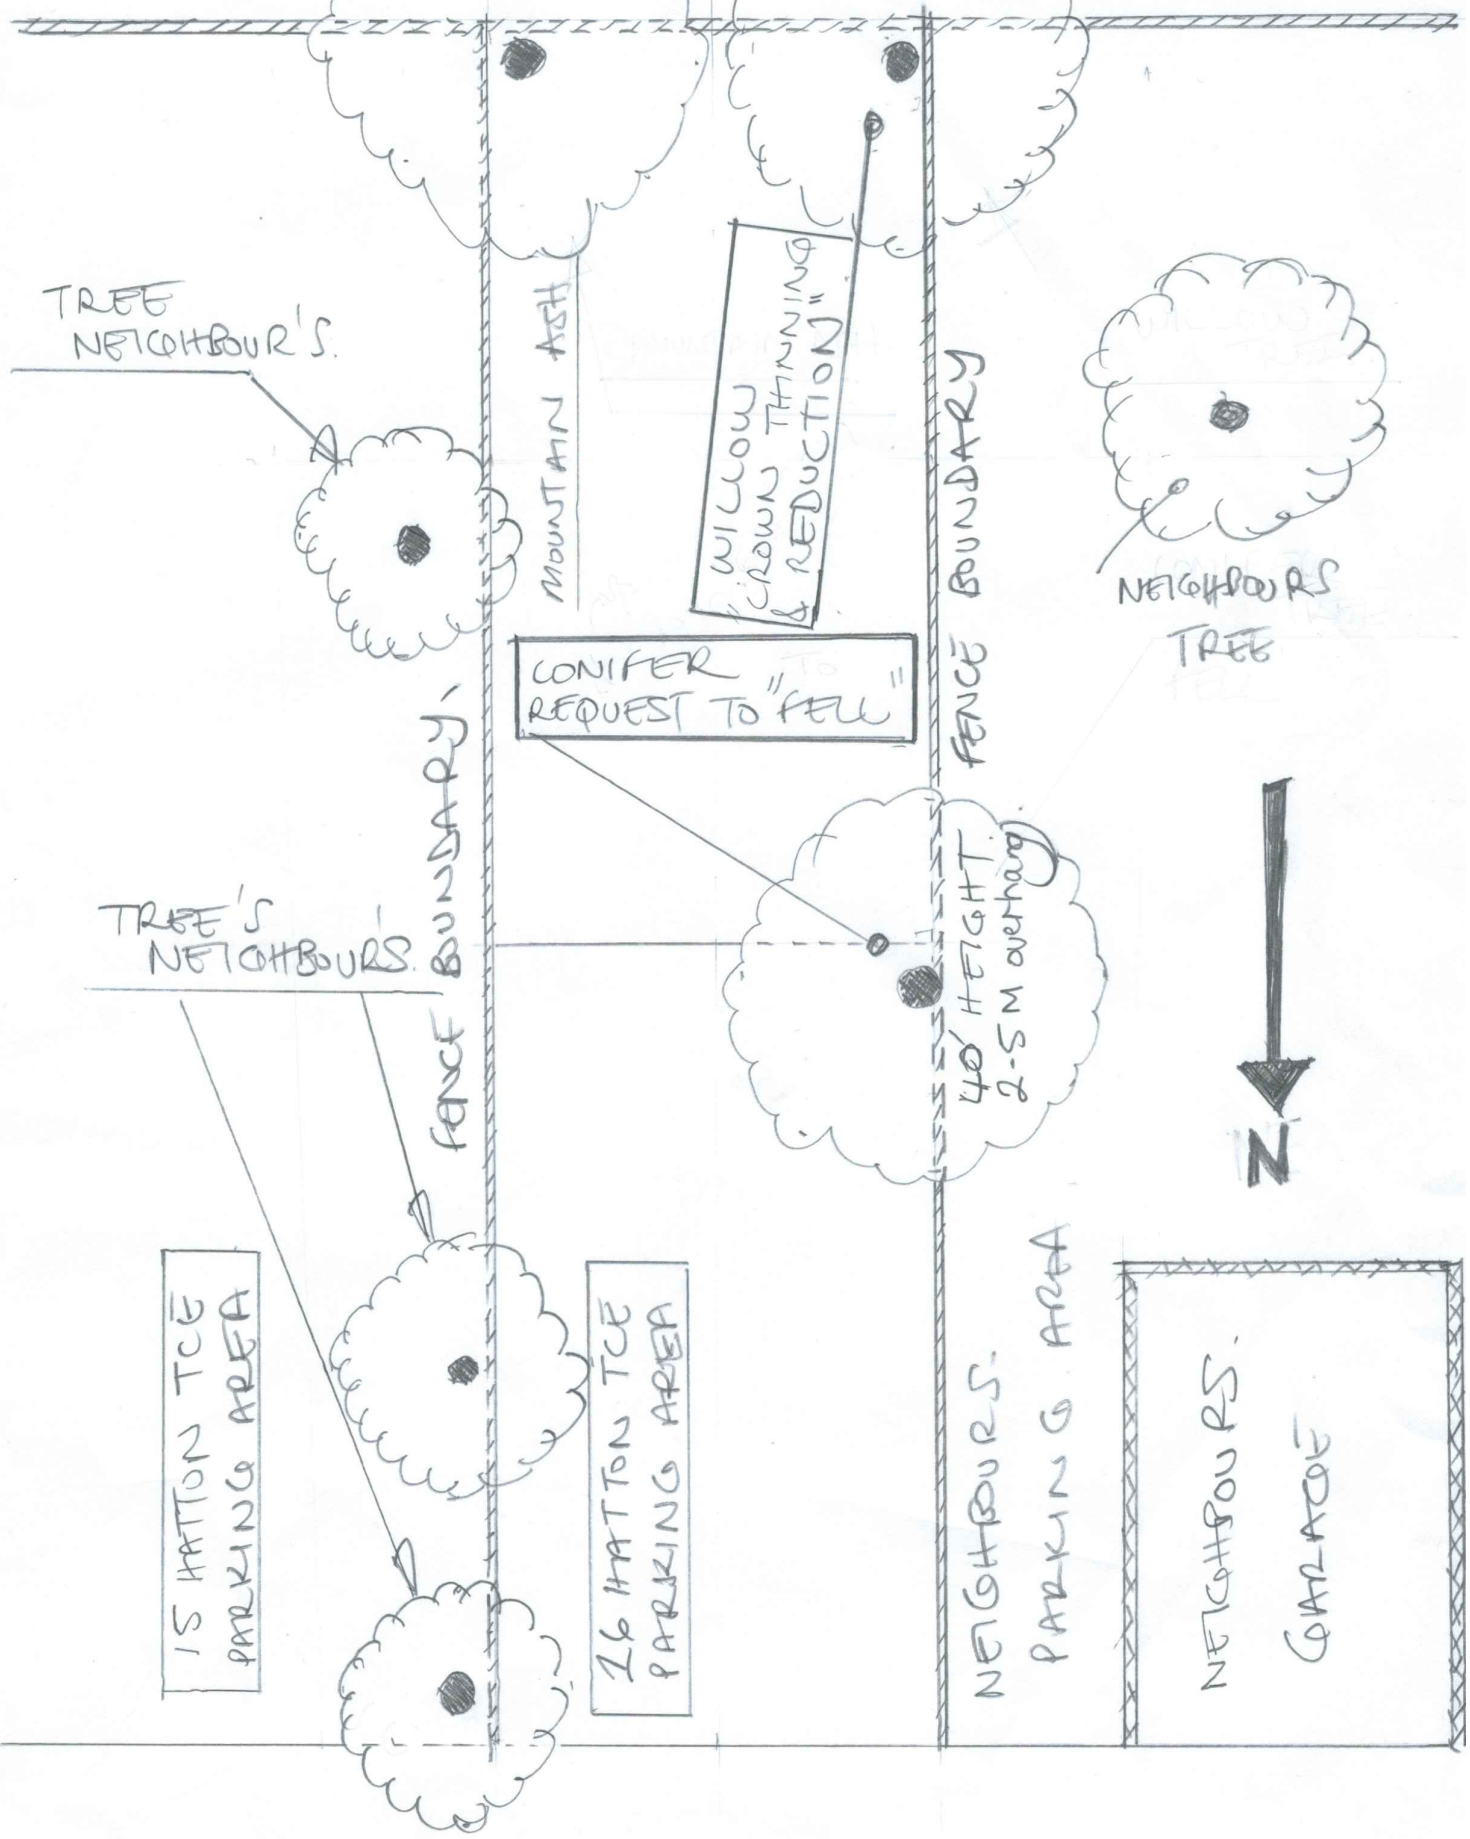 TREE
NEIGHBOUR'S.
MOUNTAIN ASH
WILLOW
"CROWN THINNING
& REDUCTION"
FENCE BOUNDARY
NEIGHBOURS
TREE
CONIFER
REQUEST TO "FELL"
FENCE BOUNDARY
TREE'S
NEIGHBOUR'S.
40' HEIGHT
2-5M overhang.
N
15 HATTON TCE
PARKING AREA
16 HATTON TCE
PARKING AREA
NEIGHBOURS.
PARKING AREA
NEIGHBOURS.
GARAGE